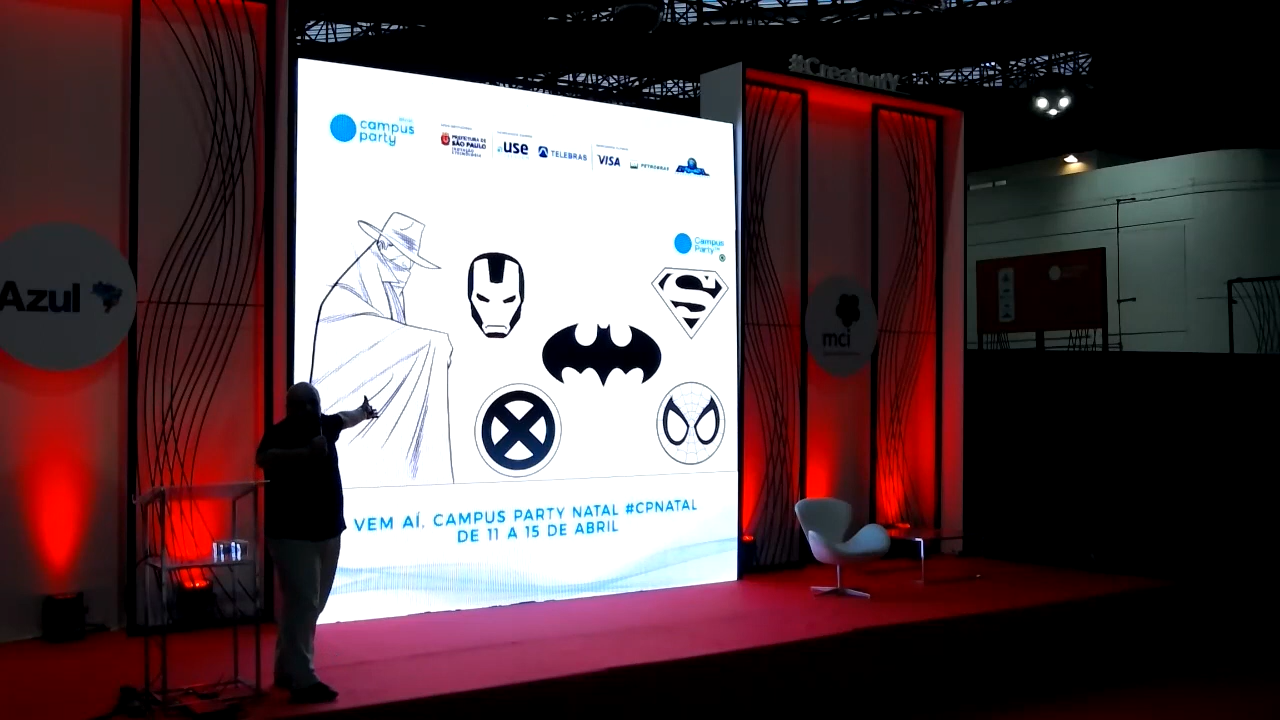 #Creativity
campus
party
PREFEITURA DE
SÃO PAULO
use
TELEBRAS
VISA
PETROBRAS
Campus
Party
Azul
mci
VEM AÍ, CAMPUS PARTY NATAL #CPNATAL
DE 11 A 15 DE ABRIL